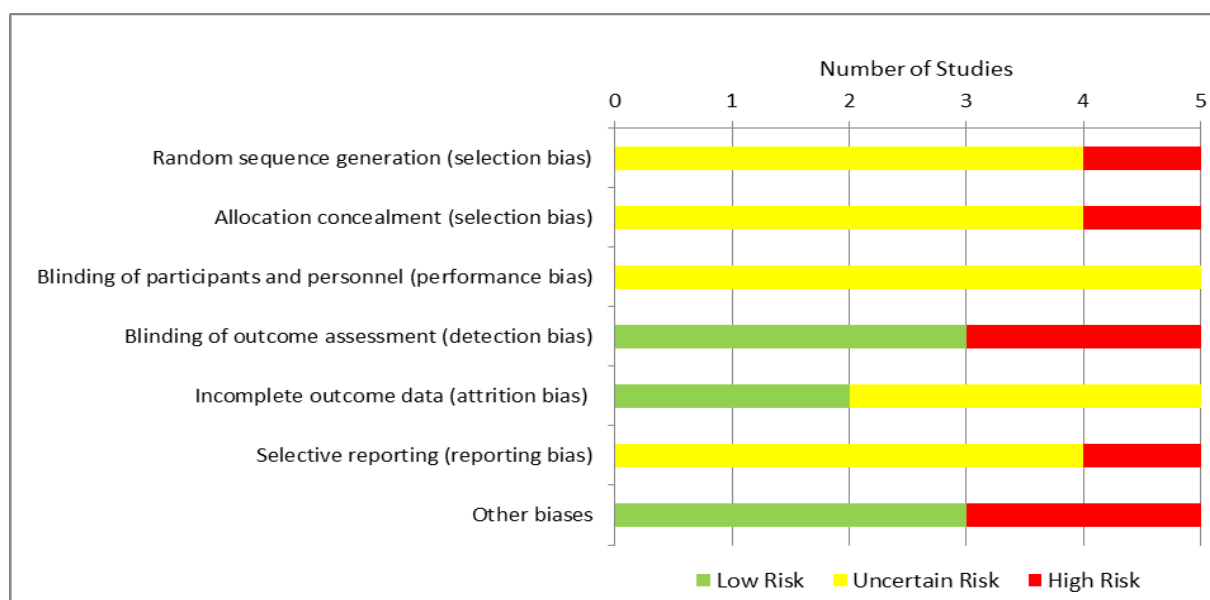 Number of Studies
0 1 2 3 4 5
Random sequence generation (selection bias)
Allocation concealment (selection bias)
Blinding of participants and personnel (performance bias)
Blinding of outcome assessment (detection bias)
Incomplete outcome data (attrition bias)
Selective reporting (reporting bias)
Other biases
Low Risk Uncertain Risk High Risk